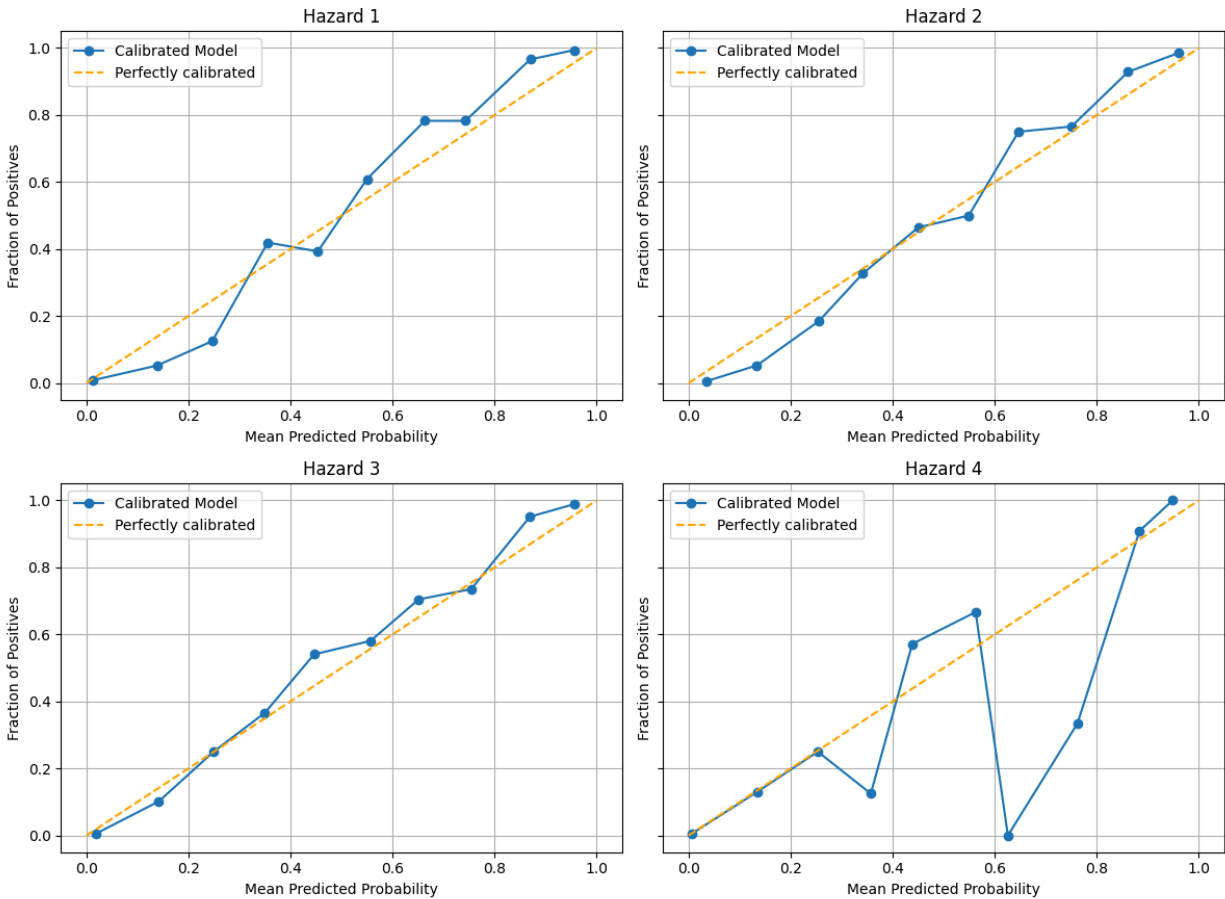 Hazard 1
Calibrated Model
Perfectly calibrated
Fraction of Positives
1.0
0.8
0.6
0.4
0.2
0.0
0.0 0.2 0.4 0.6 0.8 1.0
Mean Predicted Probability
Hazard 2
Calibrated Model
Perfectly calibrated
Fraction of Positives
0.0 0.2 0.4 0.6 0.8 1.0
Mean Predicted Probability
Hazard 3
Calibrated Model
Perfectly calibrated
Fraction of Positives
1.0
0.8
0.6
0.4
0.2
0.0
0.0 0.2 0.4 0.6 0.8 1.0
Mean Predicted Probability
Hazard 4
Calibrated Model
Perfectly calibrated
Fraction of Positives
0.0 0.2 0.4 0.6 0.8 1.0
Mean Predicted Probability